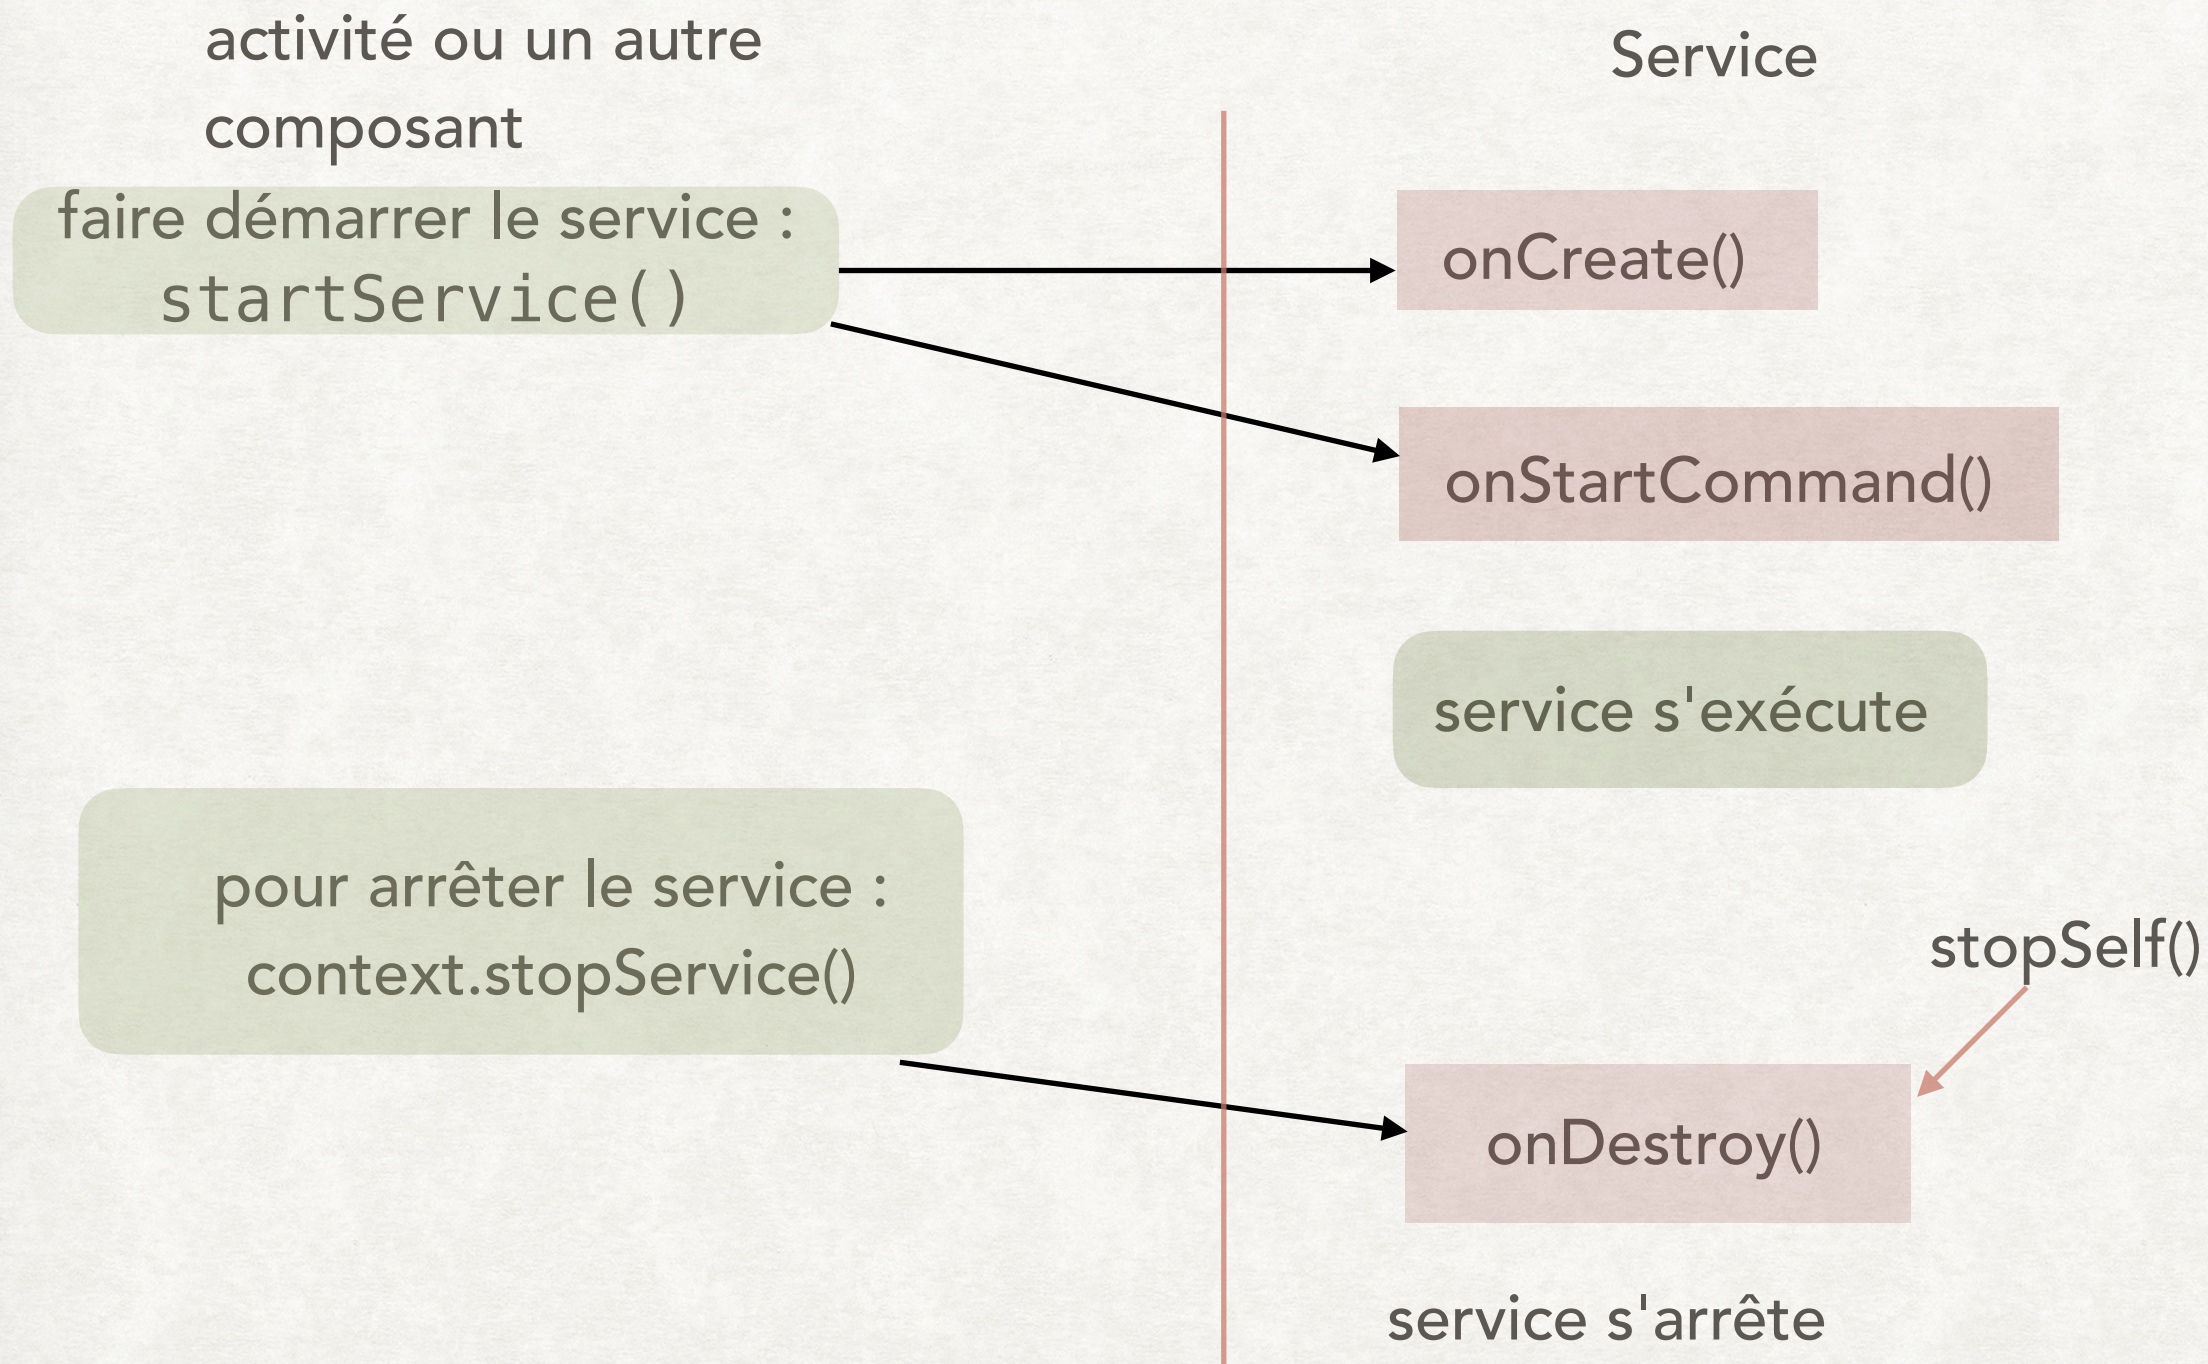 activité ou un autre
composant
faire démarrer le service :
startService()
pour arrêter le service :
context.stopService()
Service
onCreate()
onStartCommand()
service s'exécute
stopSelf()
onDestroy()
service s'arrête